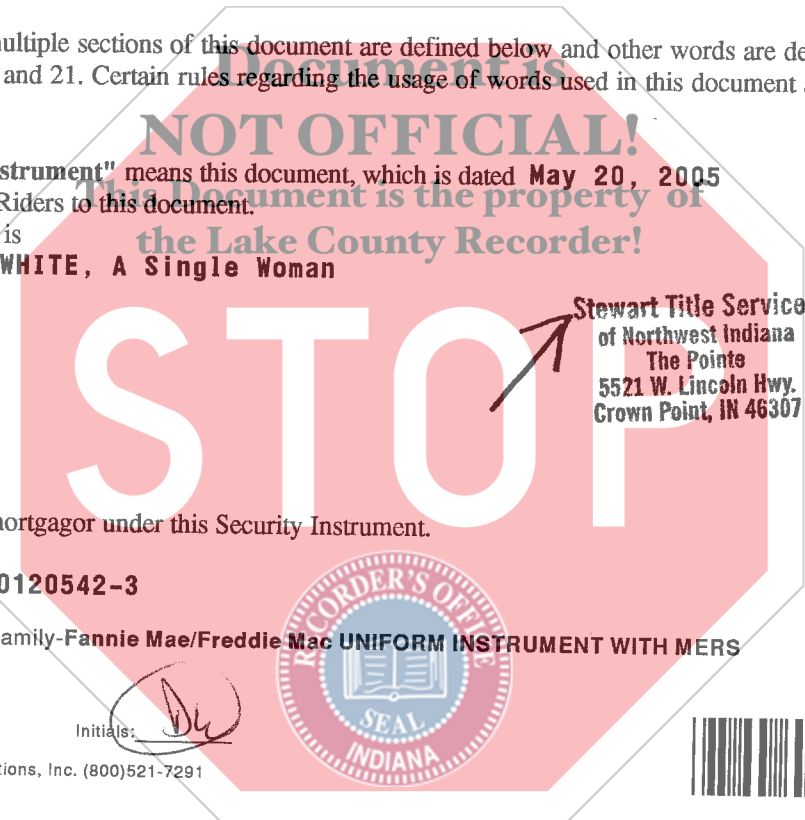 ultiple sections of this document are defined below and other words are de
and 21. Certain rules regarding the usage of words used in this document
Document is
NOT OFFICIAL!
strument" means this document, which is dated May 20, 2005
This Document is the property of
Riders to this document.
is
the Lake County Recorder!
WHITE, A Single Woman
Stewart Title Service
of Northwest Indiana
The Pointe
5521 W. Lincoln Hwy.
Crown Point, IN 46307
STOP
ortgagor under this Security Instrument.
0120542-3
amily-Fannie Mae/Freddie Mac UNIFORM INSTRUMENT WITH MERS
RECORDER'S OFFICE
SEAL
INDIANA
Initials: DW
tions, Inc. (800)521-7291